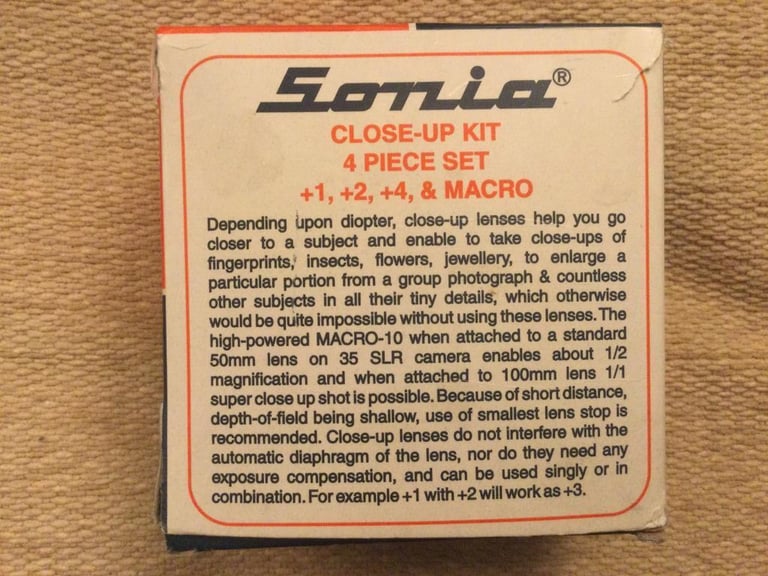 Sonia®
CLOSE-UP KIT
4 PIECE SET
+1, +2, +4, & MACRO
Depending upon diopter, close-up lenses help you go
closer to a subject and enable to take close-ups of
fingerprints, insects, flowers, jewellery, to enlarge a
particular portion from a group photograph & countless
other subjects in all their tiny details, which otherwise
would be quite impossible without using these lenses. The
high-powered MACRO-10 when attached to a standard
50mm lens on 35 SLR camera enables about 1/2
magnification and when attached to 100mm lens 1/1
super close up shot is possible. Because of short distance,
depth-of-field being shallow, use of smallest lens stop is
recommended. Close-up lenses do not interfere with the
automatic diaphragm of the lens, nor do they need any
exposure compensation, and can be used singly or in
combination. For example +1 with +2 will work as +3.